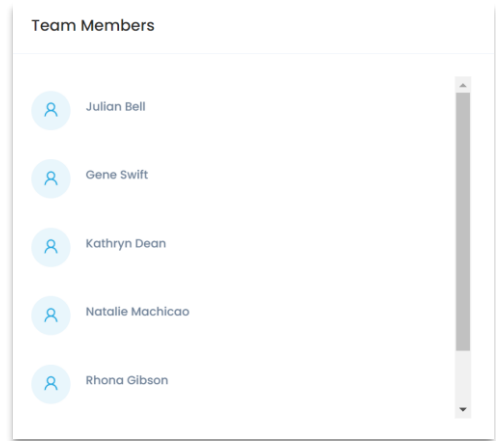 Team Members
Julian Bell
Gene Swift
Kathryn Dean
Natalie Machicao
Rhona Gibson